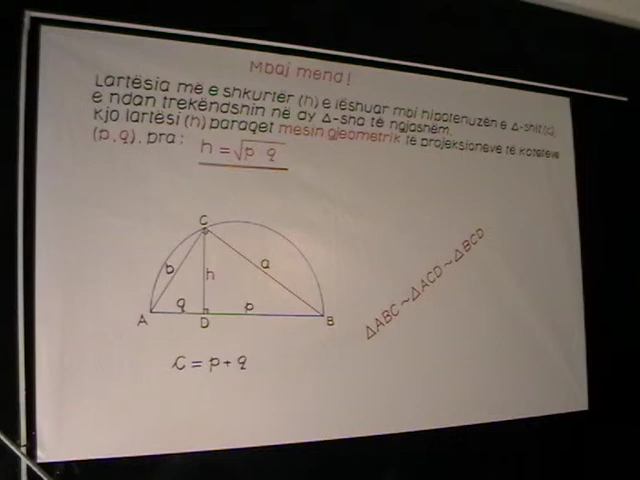 Mbaj mend!
Lartësia më e shkurtër (h) e lëshuar mbi hipotenuzën e Δ-shit(c),
e ndan trekëndshin në dy Δ-sha të ngjashëm.
Kjo lartësi (h) paraqet mesin gjeometrik të projeksioneve të kateteve
(p,q), pra: h = √p q
C
b
h
a
q
p
A
D
B
ΔABC ~ ΔACD ~ ΔBCD
c = p + q